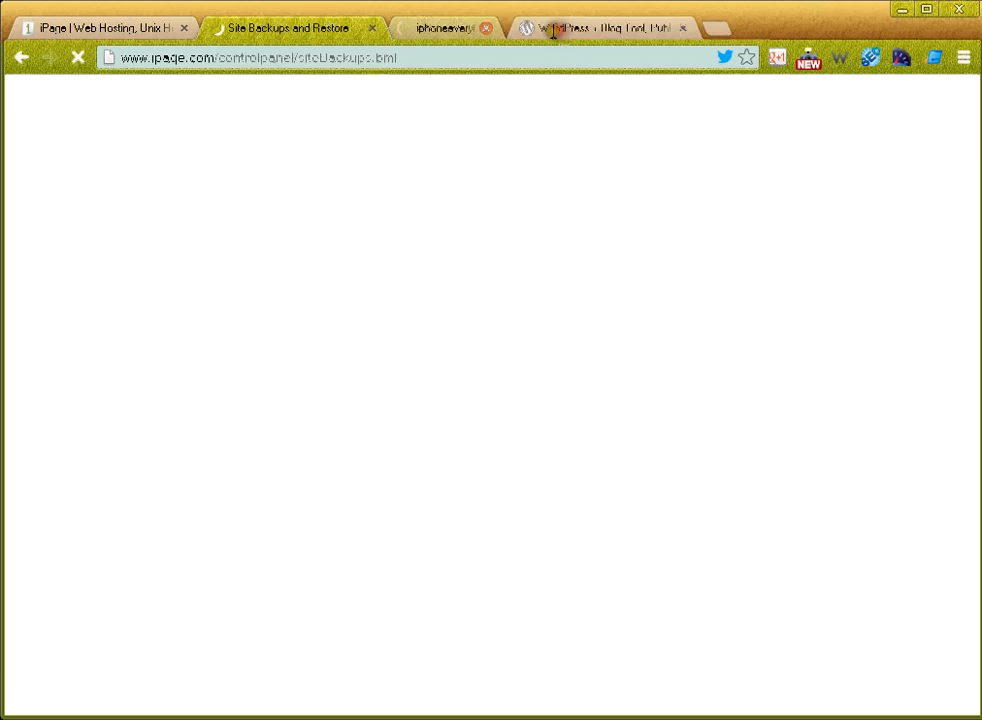 iPage | Web Hosting, Unix H
Site Backups and Restore
iphoneavery
WordPress › Blog Tool, Publ
www.ipage.com/controlpanel/siteBackups.bml
g+1
NEW
W